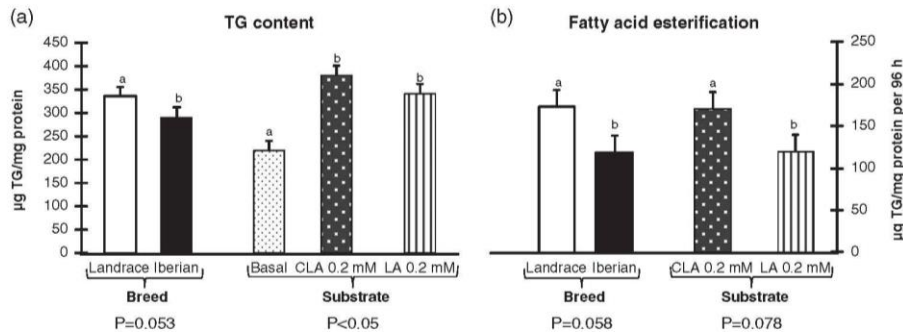 (a)
TG content
µg TG/mg protein
450
400
350
300
250
200
150
100
50
0
a
b
a
b
b
Landrace Iberian
Basal CLA 0.2 mM LA 0.2 mM
Breed
Substrate
P=0.053
P<0.05
(b)
Fatty acid esterification
a
b
a
b
250
200
150
100
50
0
µg TG/mg protein per 96 h
Landrace Iberian
CLA 0.2 mM LA 0.2 mM
Breed
Substrate
P=0.058
P=0.078